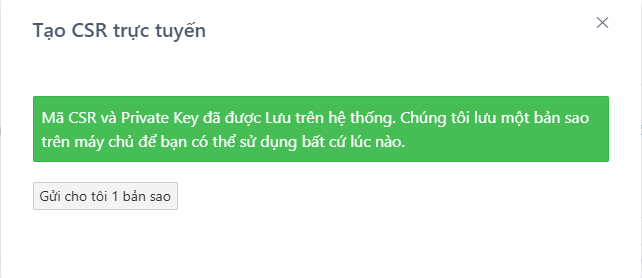 Tạo CSR trực tuyến
Mã CSR và Private Key đã được Lưu trên hệ thống. Chúng tôi lưu một bản sao
trên máy chủ để bạn có thể sử dụng bất cứ lúc nào.
Gửi cho tôi 1 bản sao